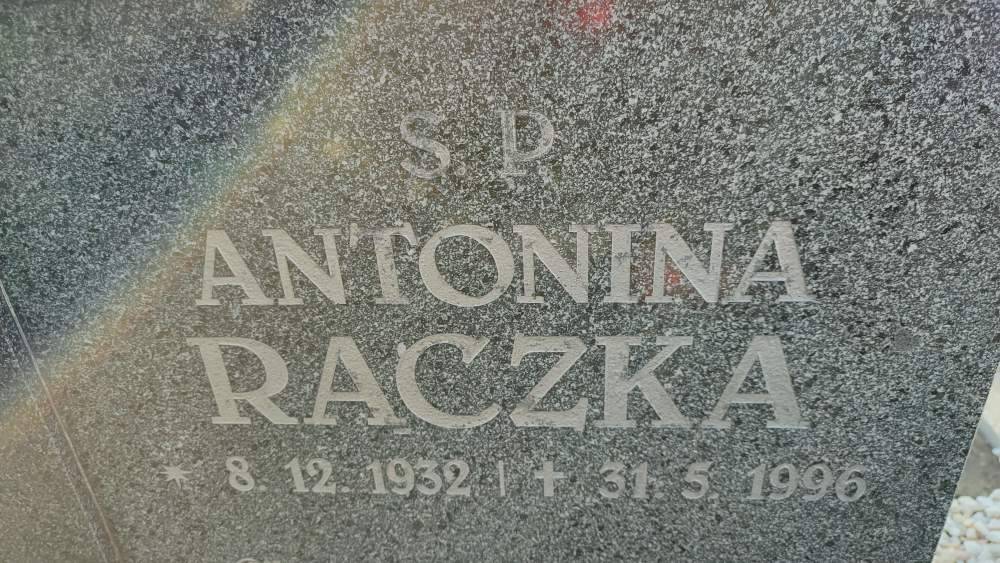 S. P.
ANTONINA
RACZKA
* 8. 12. 1932 | ✝ 31. 5. 1996